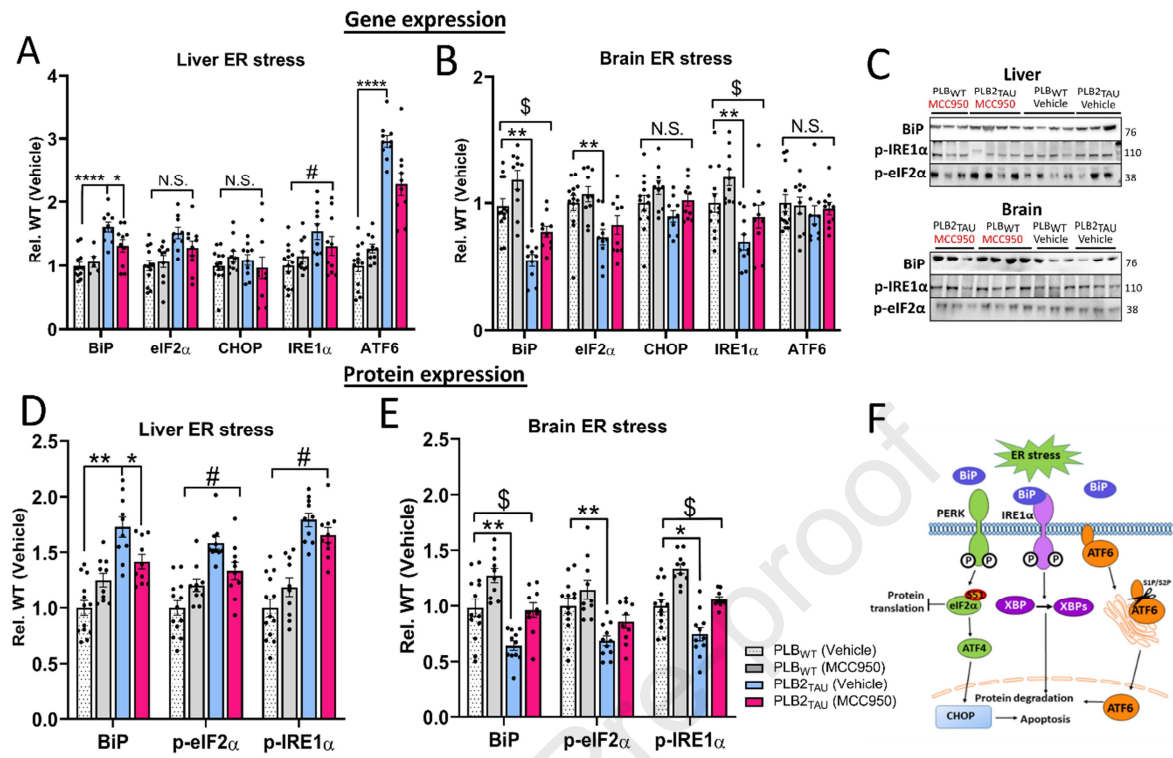 Gene expression
A
Liver ER stress
Rel. WT (Vehicle)
4
3
2
1
0
****
*
N.S.
N.S.
#
****
BiP
eIF2α
CHOP
IRE1α
ATF6
B
Brain ER stress
Rel. WT (Vehicle)
2
1
0
$
**
**
N.S.
$
**
N.S.
BiP
eIF2α
CHOP
IRE1α
ATF6
C
Liver
PLBWT PLB2TAU PLBWT PLB2TAU
MCC950 MCC950 Vehicle Vehicle
BiP 76
p-IRE1α 110
p-eIF2α 38
Brain
PLB2TAU PLBWT PLBWT PLB2TAU
MCC950 MCC950 Vehicle Vehicle
BiP 76
p-IRE1α 110
p-eIF2α 38
Protein expression
D
Liver ER stress
Rel. WT (Vehicle)
2.5
2.0
1.5
1.0
0.5
0.0
**
*
#
#
BiP
p-eIF2α
p-IRE1α
E
Brain ER stress
Rel. WT (Vehicle)
2.5
2.0
1.5
1.0
0.5
0.0
$
**
**
$
*
BiP
p-eIF2α
p-IRE1α
PLBWT (Vehicle)
PLBWT (MCC950)
PLB2TAU (Vehicle)
PLB2TAU (MCC950)
F
ER stress
BiP
BiP
BiP
PERK
IRE1α
P P
P P
ATF6
S1P/S2P
ATF6
Protein
translation
S51
eIF2α
XBP
XBPs
ATF4
Protein degradation
ATF6
CHOP
Apoptosis
-proof